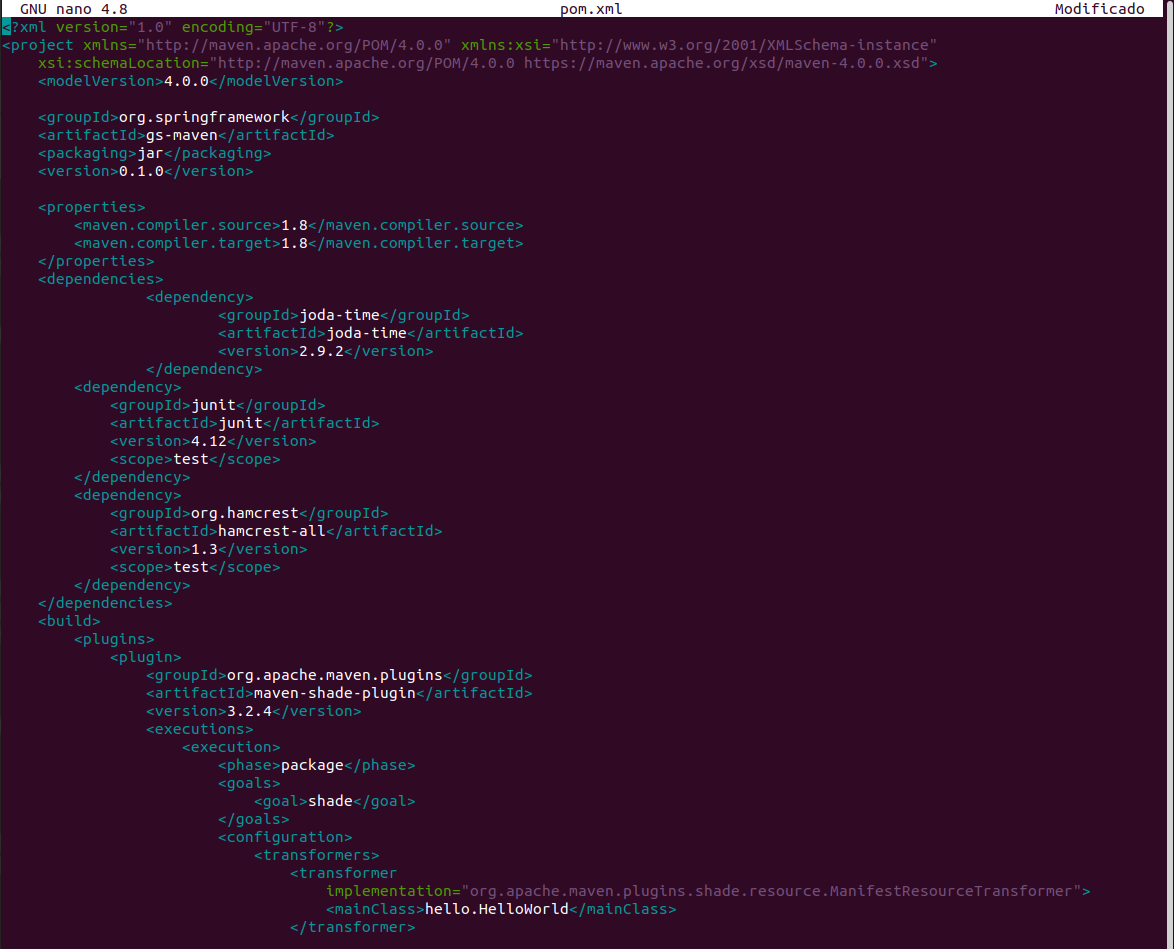 GNU nano 4.8 pom.xml Modificado
<?xml version="1.0" encoding="UTF-8"?>
<project xmlns="http://maven.apache.org/POM/4.0.0" xmlns:xsi="http://www.w3.org/2001/XMLSchema-instance"
    xsi:schemaLocation="http://maven.apache.org/POM/4.0.0 https://maven.apache.org/xsd/maven-4.0.0.xsd">
    <modelVersion>4.0.0</modelVersion>

    <groupId>org.springframework</groupId>
    <artifactId>gs-maven</artifactId>
    <packaging>jar</packaging>
    <version>0.1.0</version>

    <properties>
        <maven.compiler.source>1.8</maven.compiler.source>
        <maven.compiler.target>1.8</maven.compiler.target>
    </properties>
    <dependencies>
                <dependency>
                        <groupId>joda-time</groupId>
                        <artifactId>joda-time</artifactId>
                        <version>2.9.2</version>
                </dependency>
        <dependency>
            <groupId>junit</groupId>
            <artifactId>junit</artifactId>
            <version>4.12</version>
            <scope>test</scope>
        </dependency>
        <dependency>
            <groupId>org.hamcrest</groupId>
            <artifactId>hamcrest-all</artifactId>
            <version>1.3</version>
            <scope>test</scope>
        </dependency>
    </dependencies>
    <build>
        <plugins>
            <plugin>
                <groupId>org.apache.maven.plugins</groupId>
                <artifactId>maven-shade-plugin</artifactId>
                <version>3.2.4</version>
                <executions>
                    <execution>
                        <phase>package</phase>
                        <goals>
                            <goal>shade</goal>
                        </goals>
                        <configuration>
                            <transformers>
                                <transformer
                                    implementation="org.apache.maven.plugins.shade.resource.ManifestResourceTransformer">
                                    <mainClass>hello.HelloWorld</mainClass>
                                </transformer>